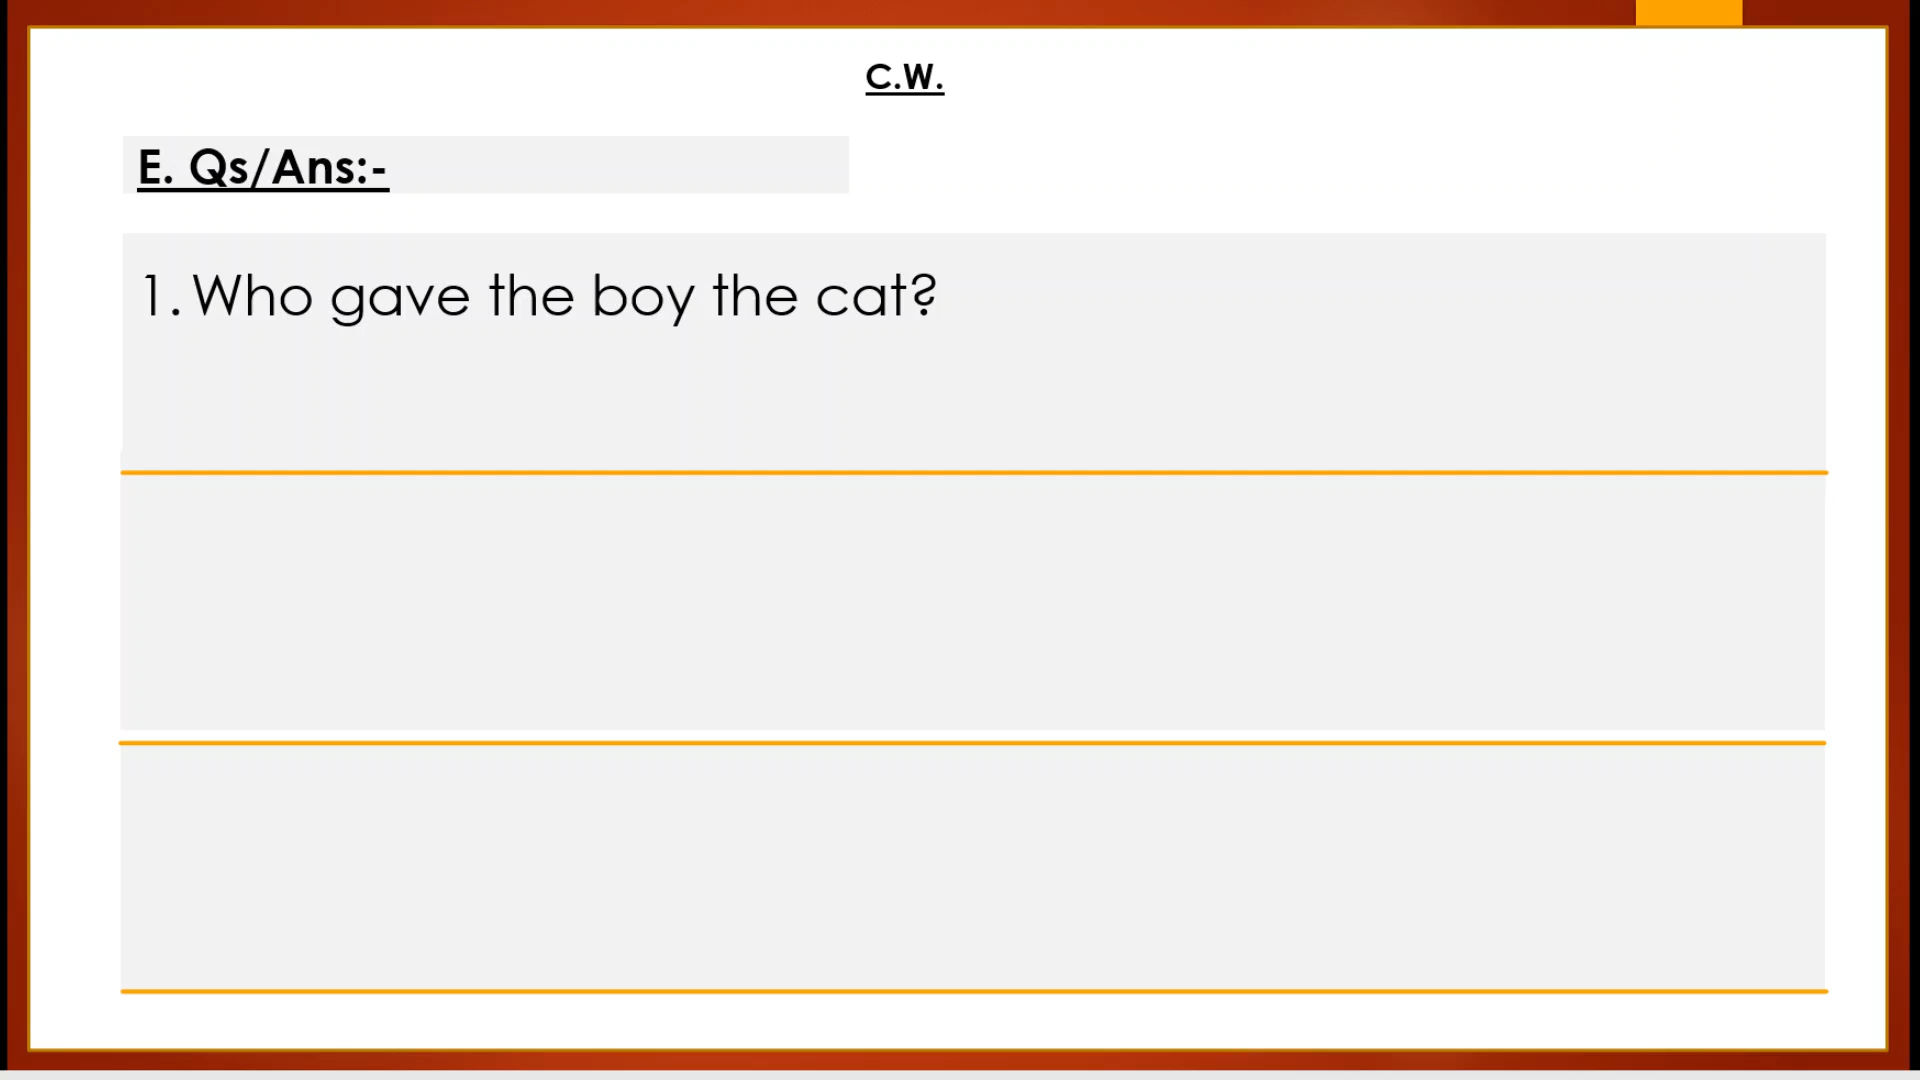 C.W.
E. Qs/Ans:-
1. Who gave the boy the cat?